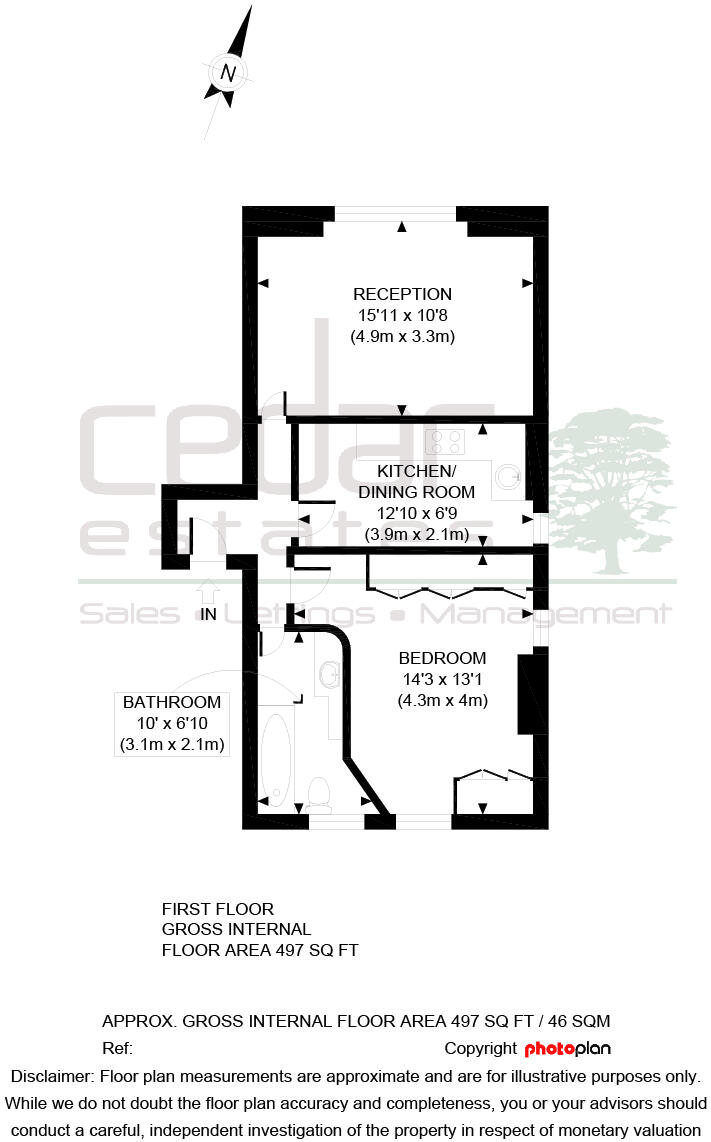 N
RECEPTION
15'11 x 10'8
(4.9m x 3.3m)
cedar
estates
Sales • Lettings • Management
KITCHEN/
DINING ROOM
12'10 x 6'9
(3.9m x 2.1m)
IN
BEDROOM
14'3 x 13'1
(4.3m x 4m)
BATHROOM
10' x 6'10
(3.1m x 2.1m)
FIRST FLOOR
GROSS INTERNAL
FLOOR AREA 497 SQ FT
APPROX. GROSS INTERNAL FLOOR AREA 497 SQ FT / 46 SQM
Ref: Copyright photoplan
Disclaimer: Floor plan measurements are approximate and are for illustrative purposes only.
While we do not doubt the floor plan accuracy and completeness, you or your advisors should
conduct a careful, independent investigation of the property in respect of monetary valuation